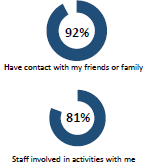 92%
Have contact with my friends or family
81%
Staff involved in activities with me